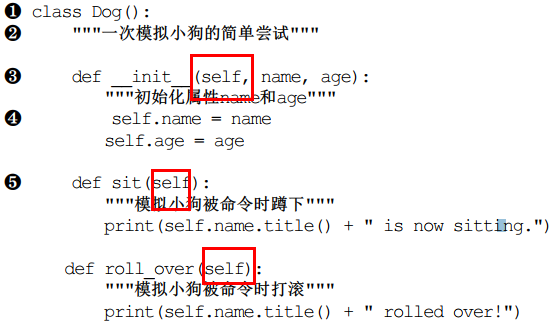 ❶ class Dog():
❷ """一次模拟小狗的简单尝试"""
❸ def __init__(self, name, age):
"""初始化属性name和age"""
❹ self.name = name
self.age = age
❺ def sit(self):
"""模拟小狗被命令时蹲下"""
print(self.name.title() + " is now sitting.")
def roll_over(self):
"""模拟小狗被命令时打滚"""
print(self.name.title() + " rolled over!")